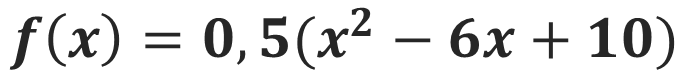 f(x) = 0,5(x² − 6x + 10)